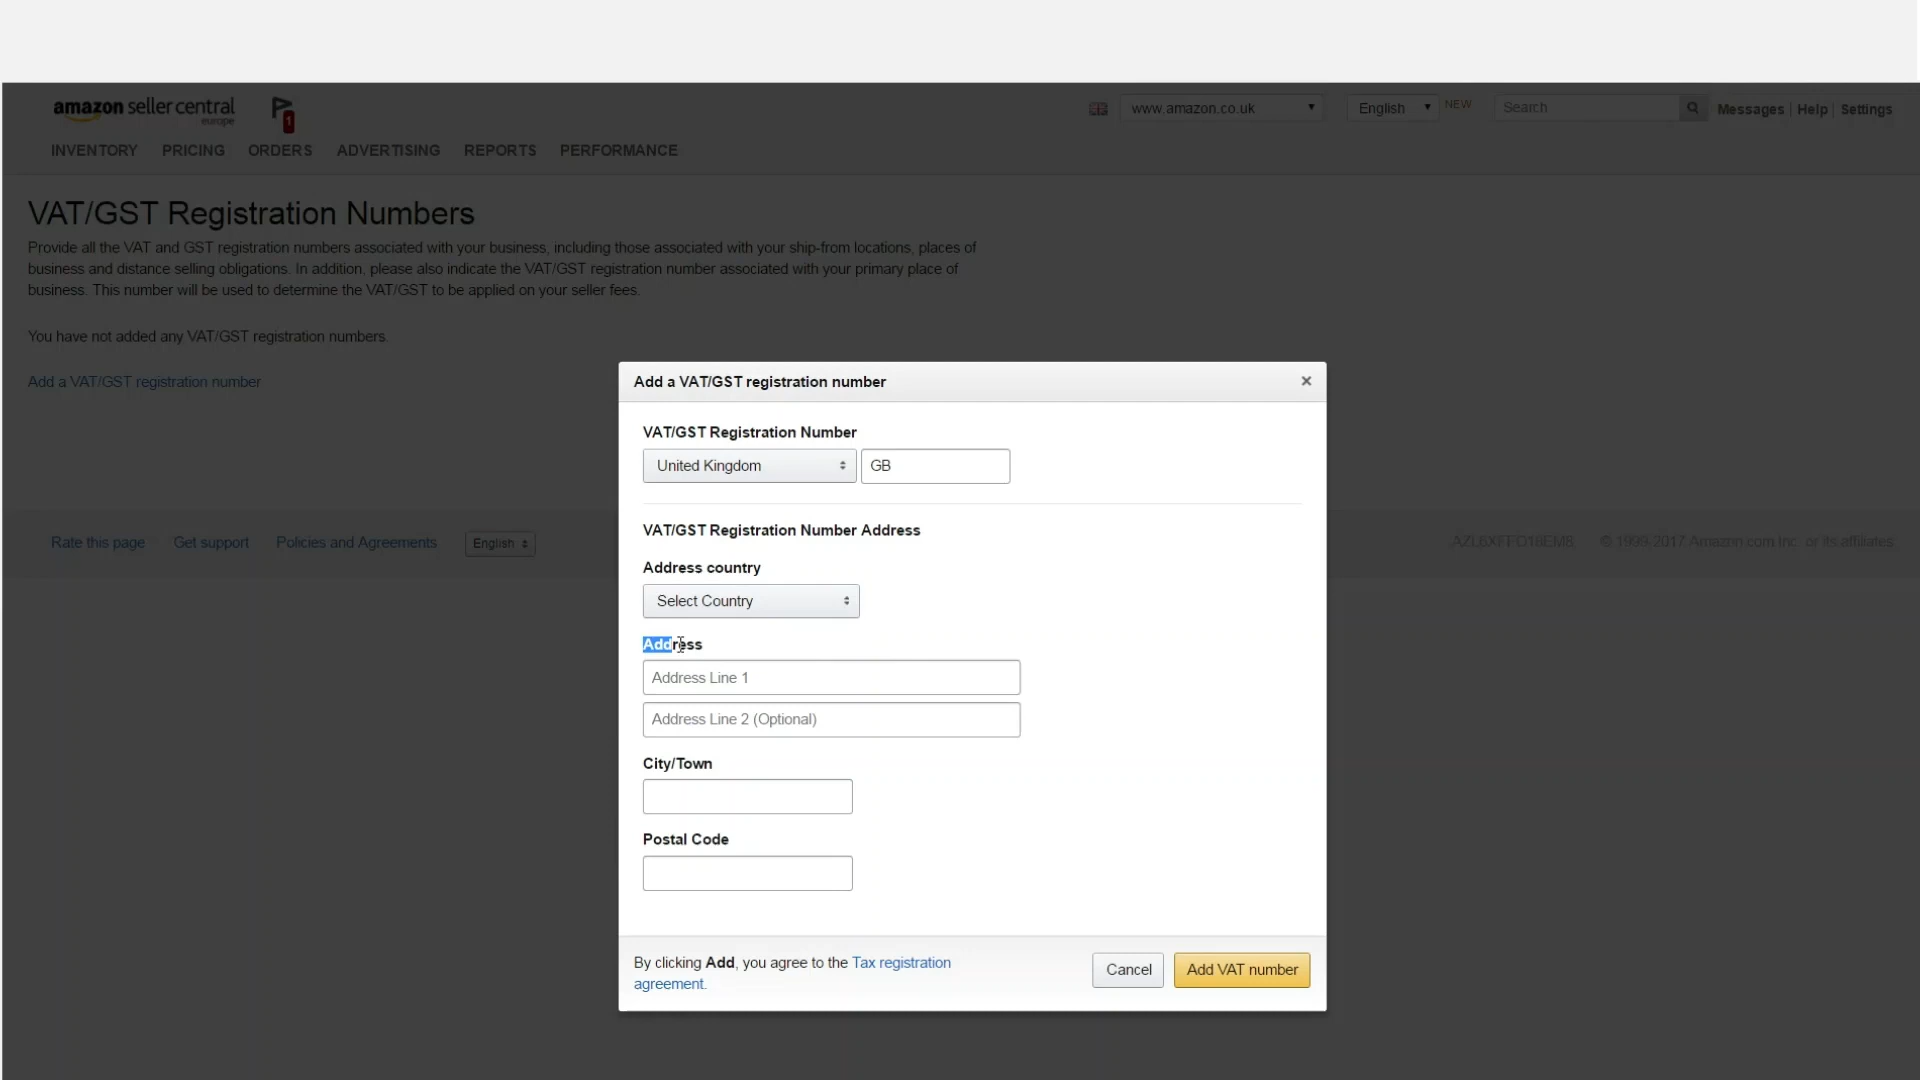 amazon seller central
europe
1
www.amazon.co.uk
English
NEW
Search
Messages | Help | Settings
INVENTORY PRICING ORDERS ADVERTISING REPORTS PERFORMANCE
VAT/GST Registration Numbers
Provide all the VAT and GST registration numbers associated with your business, including those associated with your ship-from locations, places of
business and distance selling obligations. In addition, please also indicate the VAT/GST registration number associated with your primary place of
business. This number will be used to determine the VAT/GST to be applied on your seller fees.
You have not added any VAT/GST registration numbers.
Add a VAT/GST registration number
Add a VAT/GST registration number
VAT/GST Registration Number
United Kingdom GB
VAT/GST Registration Number Address
Address country
Select Country
Address
Address Line 1
Address Line 2 (Optional)
City/Town
Postal Code
By clicking Add, you agree to the Tax registration
agreement.
Cancel Add VAT number
Rate this page Get support Policies and Agreements English
© 1999-2017 Amazon.com Inc. or its affiliates